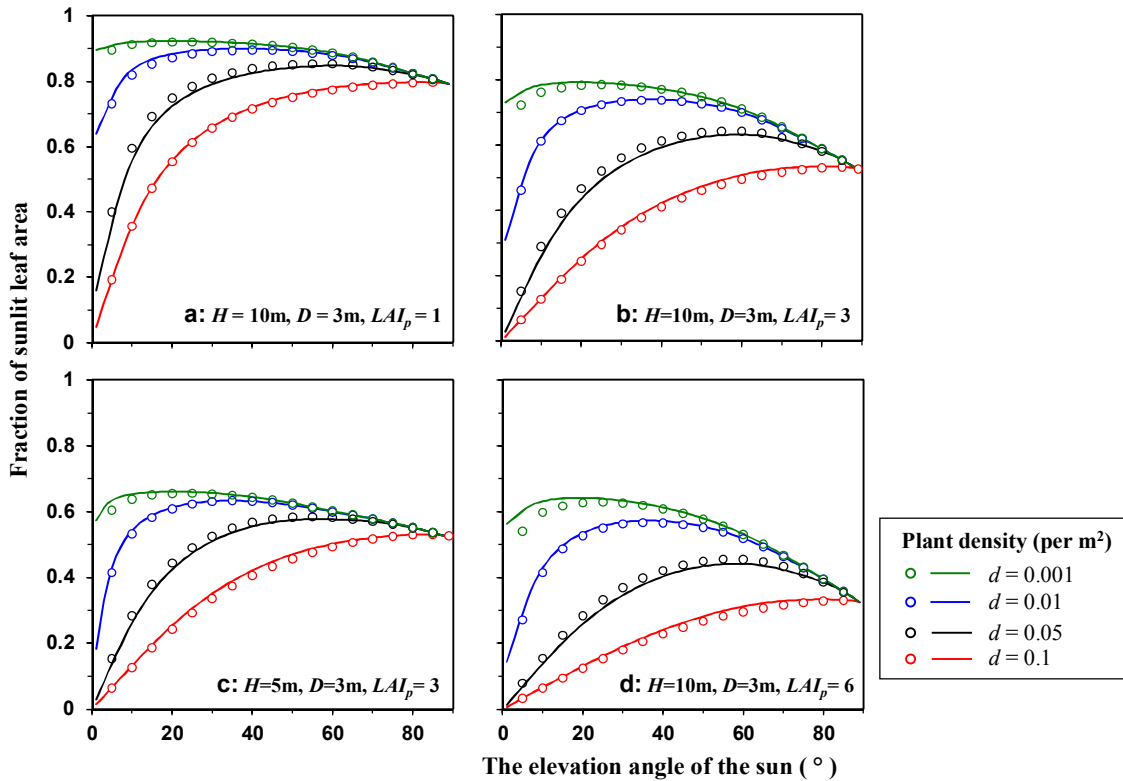 Fraction of sunlit leaf area
1
0.8
0.6
0.4
0.2
0
a: H = 10m, D = 3m, LAIp = 1
b: H=10m, D=3m, LAIp= 3
1
0.8
0.6
0.4
0.2
0
c: H=5m, D=3m, LAIp= 3
d: H=10m, D=3m, LAIp= 6
0 20 40 60 80
0 20 40 60 80
The elevation angle of the sun ( ° )
Plant density (per m²)
d = 0.001
d = 0.01
d = 0.05
d = 0.1